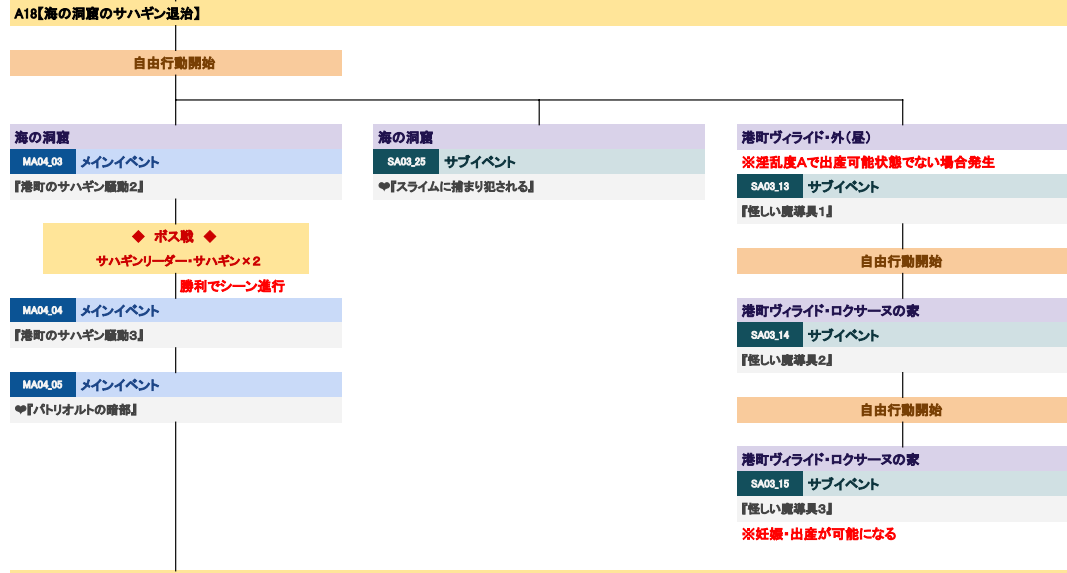 A18【海の洞窟のサハギン退治】
自由行動開始
海の洞窟
MA04_03 メインイベント
『港町のサハギン騒動2』
◆ ボス戦 ◆
サハギンリーダー・サハギン×2
勝利でシーン進行
MA04_04 メインイベント
『港町のサハギン騒動3』
MA04_05 メインイベント
❤『パトリオルトの暗部』
海の洞窟
SA03_25 サブイベント
❤『スライムに捕まり犯される』
港町ヴィライド・外(昼)
※淫乱度Aで出産可能状態でない場合発生
SA03_13 サブイベント
『怪しい魔導具1』
自由行動開始
港町ヴィライド・ロクサーヌの家
SA03_14 サブイベント
『怪しい魔導具2』
自由行動開始
港町ヴィライド・ロクサーヌの家
SA03_15 サブイベント
『怪しい魔導具3』
※妊娠・出産が可能になる